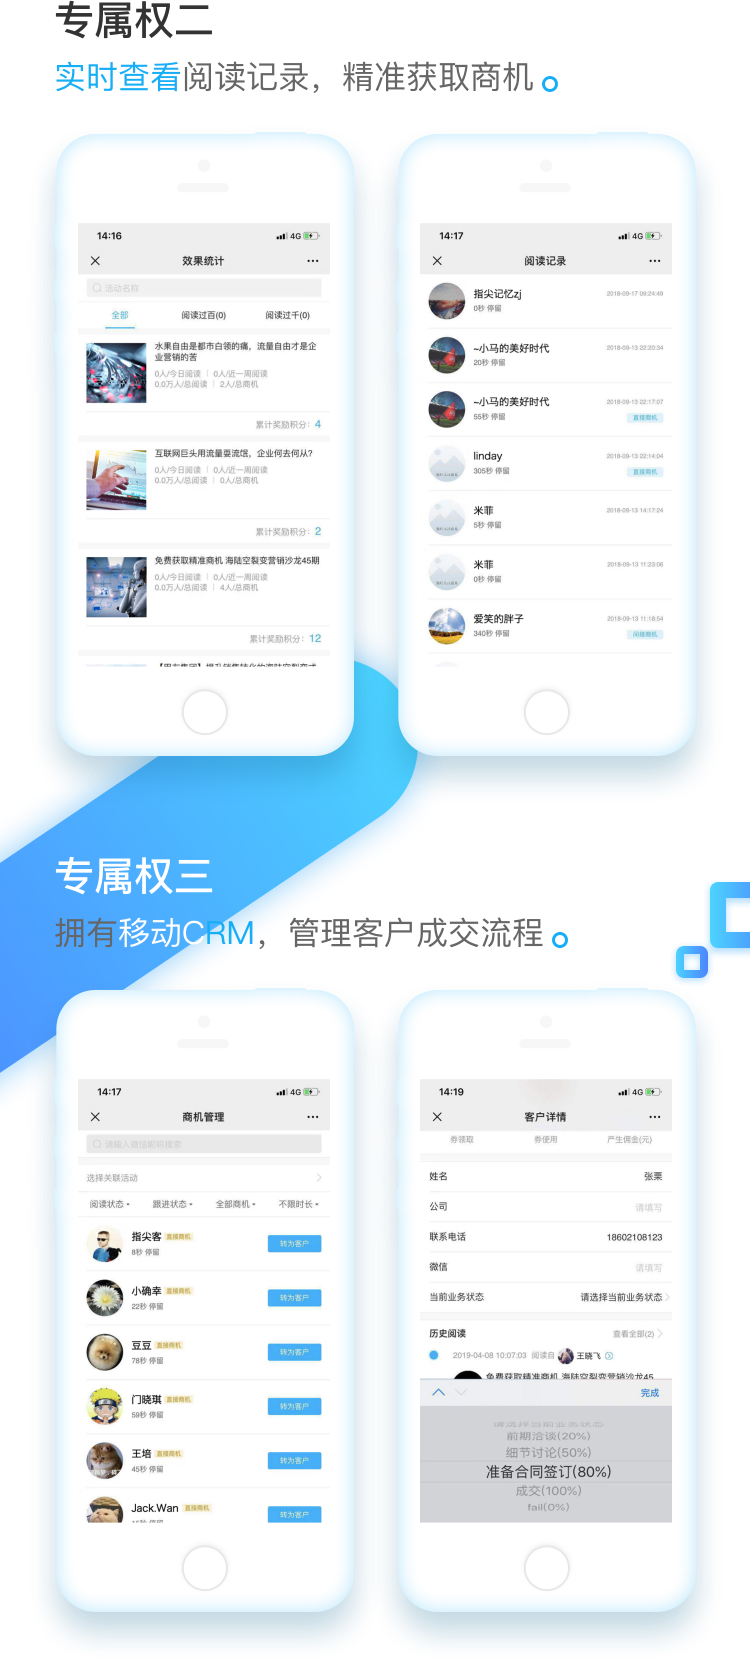 专属权二
实时查看阅读记录，精准获取商机
14:16
4G
效果统计
活动名称
全部
阅读过百(0)
阅读过千(0)
水果自由是都市白领的痛，流量自由才是企
业营销的苦
0人/今日阅读 | 0人/近一周阅读
0.0万人/总阅读 | 2人/总商机
累计奖励积分：4
互联网巨头用流量耍流氓，企业何去何从?
0人/今日阅读 | 0人/近一周阅读
0.0万人/总阅读 | 0人/总商机
累计奖励积分：2
免费获取精准商机 海陆空裂变营销沙龙45期
0人/今日阅读 | 0人/近一周阅读
0.0万人/总阅读 | 4人/总商机
累计奖励积分：12
14:17
4G
阅读记录
指尖记忆zj
2018-09-17 09:24:49
0秒 停留
~小马的美好时代
2018-09-13 22:20:34
20秒 停留
~小马的美好时代
2018-09-13 22:17:07
55秒 停留
直接商机
linday
2018-09-13 22:14:04
305秒 停留
直接商机
米菲
2018-09-13 14:17:24
5秒 停留
米菲
2018-09-13 11:23:06
0秒 停留
爱笑的胖子
2018-09-13 11:18:54
340秒 停留
间接商机
专属权三
拥有移动CRM，管理客户成交流程
14:17
4G
商机管理
请输入微信昵称搜索
选择关联活动
阅读状态
跟进状态
全部商机
不限时长
指尖客 直接商机
8秒 停留
转为客户
小确幸 直接商机
22秒 停留
转为客户
豆豆 直接商机
78秒 停留
转为客户
门晓琪 直接商机
59秒 停留
转为客户
王培 直接商机
45秒 停留
转为客户
Jack.Wan 直接商机
转为客户
14:19
4G
客户详情
券领取
券使用
产生佣金(元)
姓名
张栗
公司
请填写
联系电话
18602108123
微信
请填写
当前业务状态
请选择当前业务状态
历史阅读
查看全部(2)
2019-04-08 10:07:03 阅读自 王晓飞
免费获取精准商机 海陆空裂变营销沙龙45
完成
请选择当前业务状态
前期洽谈(20%)
细节讨论(50%)
准备合同签订(80%)
成交(100%)
fail(0%)